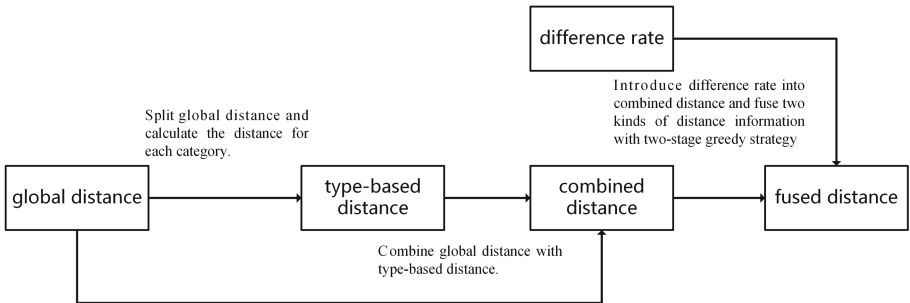 difference rate
Introduce difference rate into
combined distance and fuse two
kinds of distance information
with two-stage greedy strategy
Split global distance and
calculate the distance for
each category.
global distance
type-based
distance
combined
distance
fused distance
Combine global distance with
type-based distance.